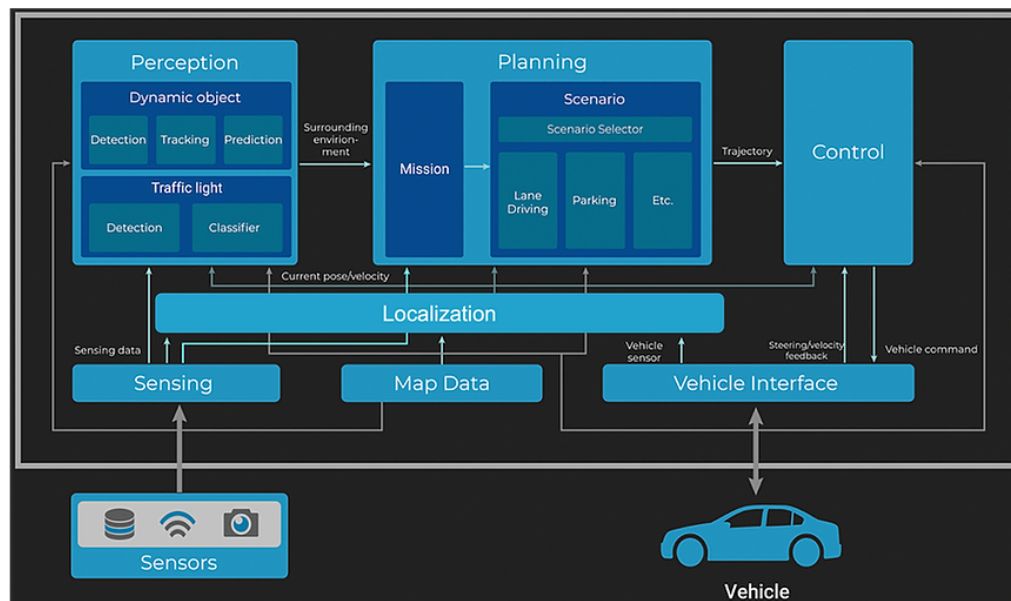 Perception
Dynamic object
Detection
Tracking
Prediction
Traffic light
Detection
Classifier
Surrounding
environ-
ment
Planning
Mission
Scenario
Scenario Selector
Lane
Driving
Parking
Etc.
Trajectory
Control
Current pose/velocity
Localization
Sensing data
Vehicle
sensor
Steering/velocity
feedback
Vehicle command
Sensing
Map Data
Vehicle Interface
Sensors
Vehicle